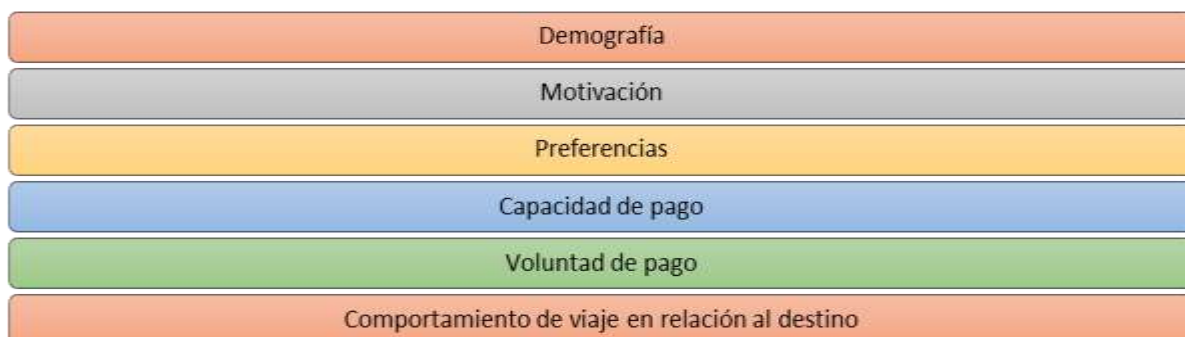 Demografía
Motivación
Preferencias
Capacidad de pago
Voluntad de pago
Comportamiento de viaje en relación al destino